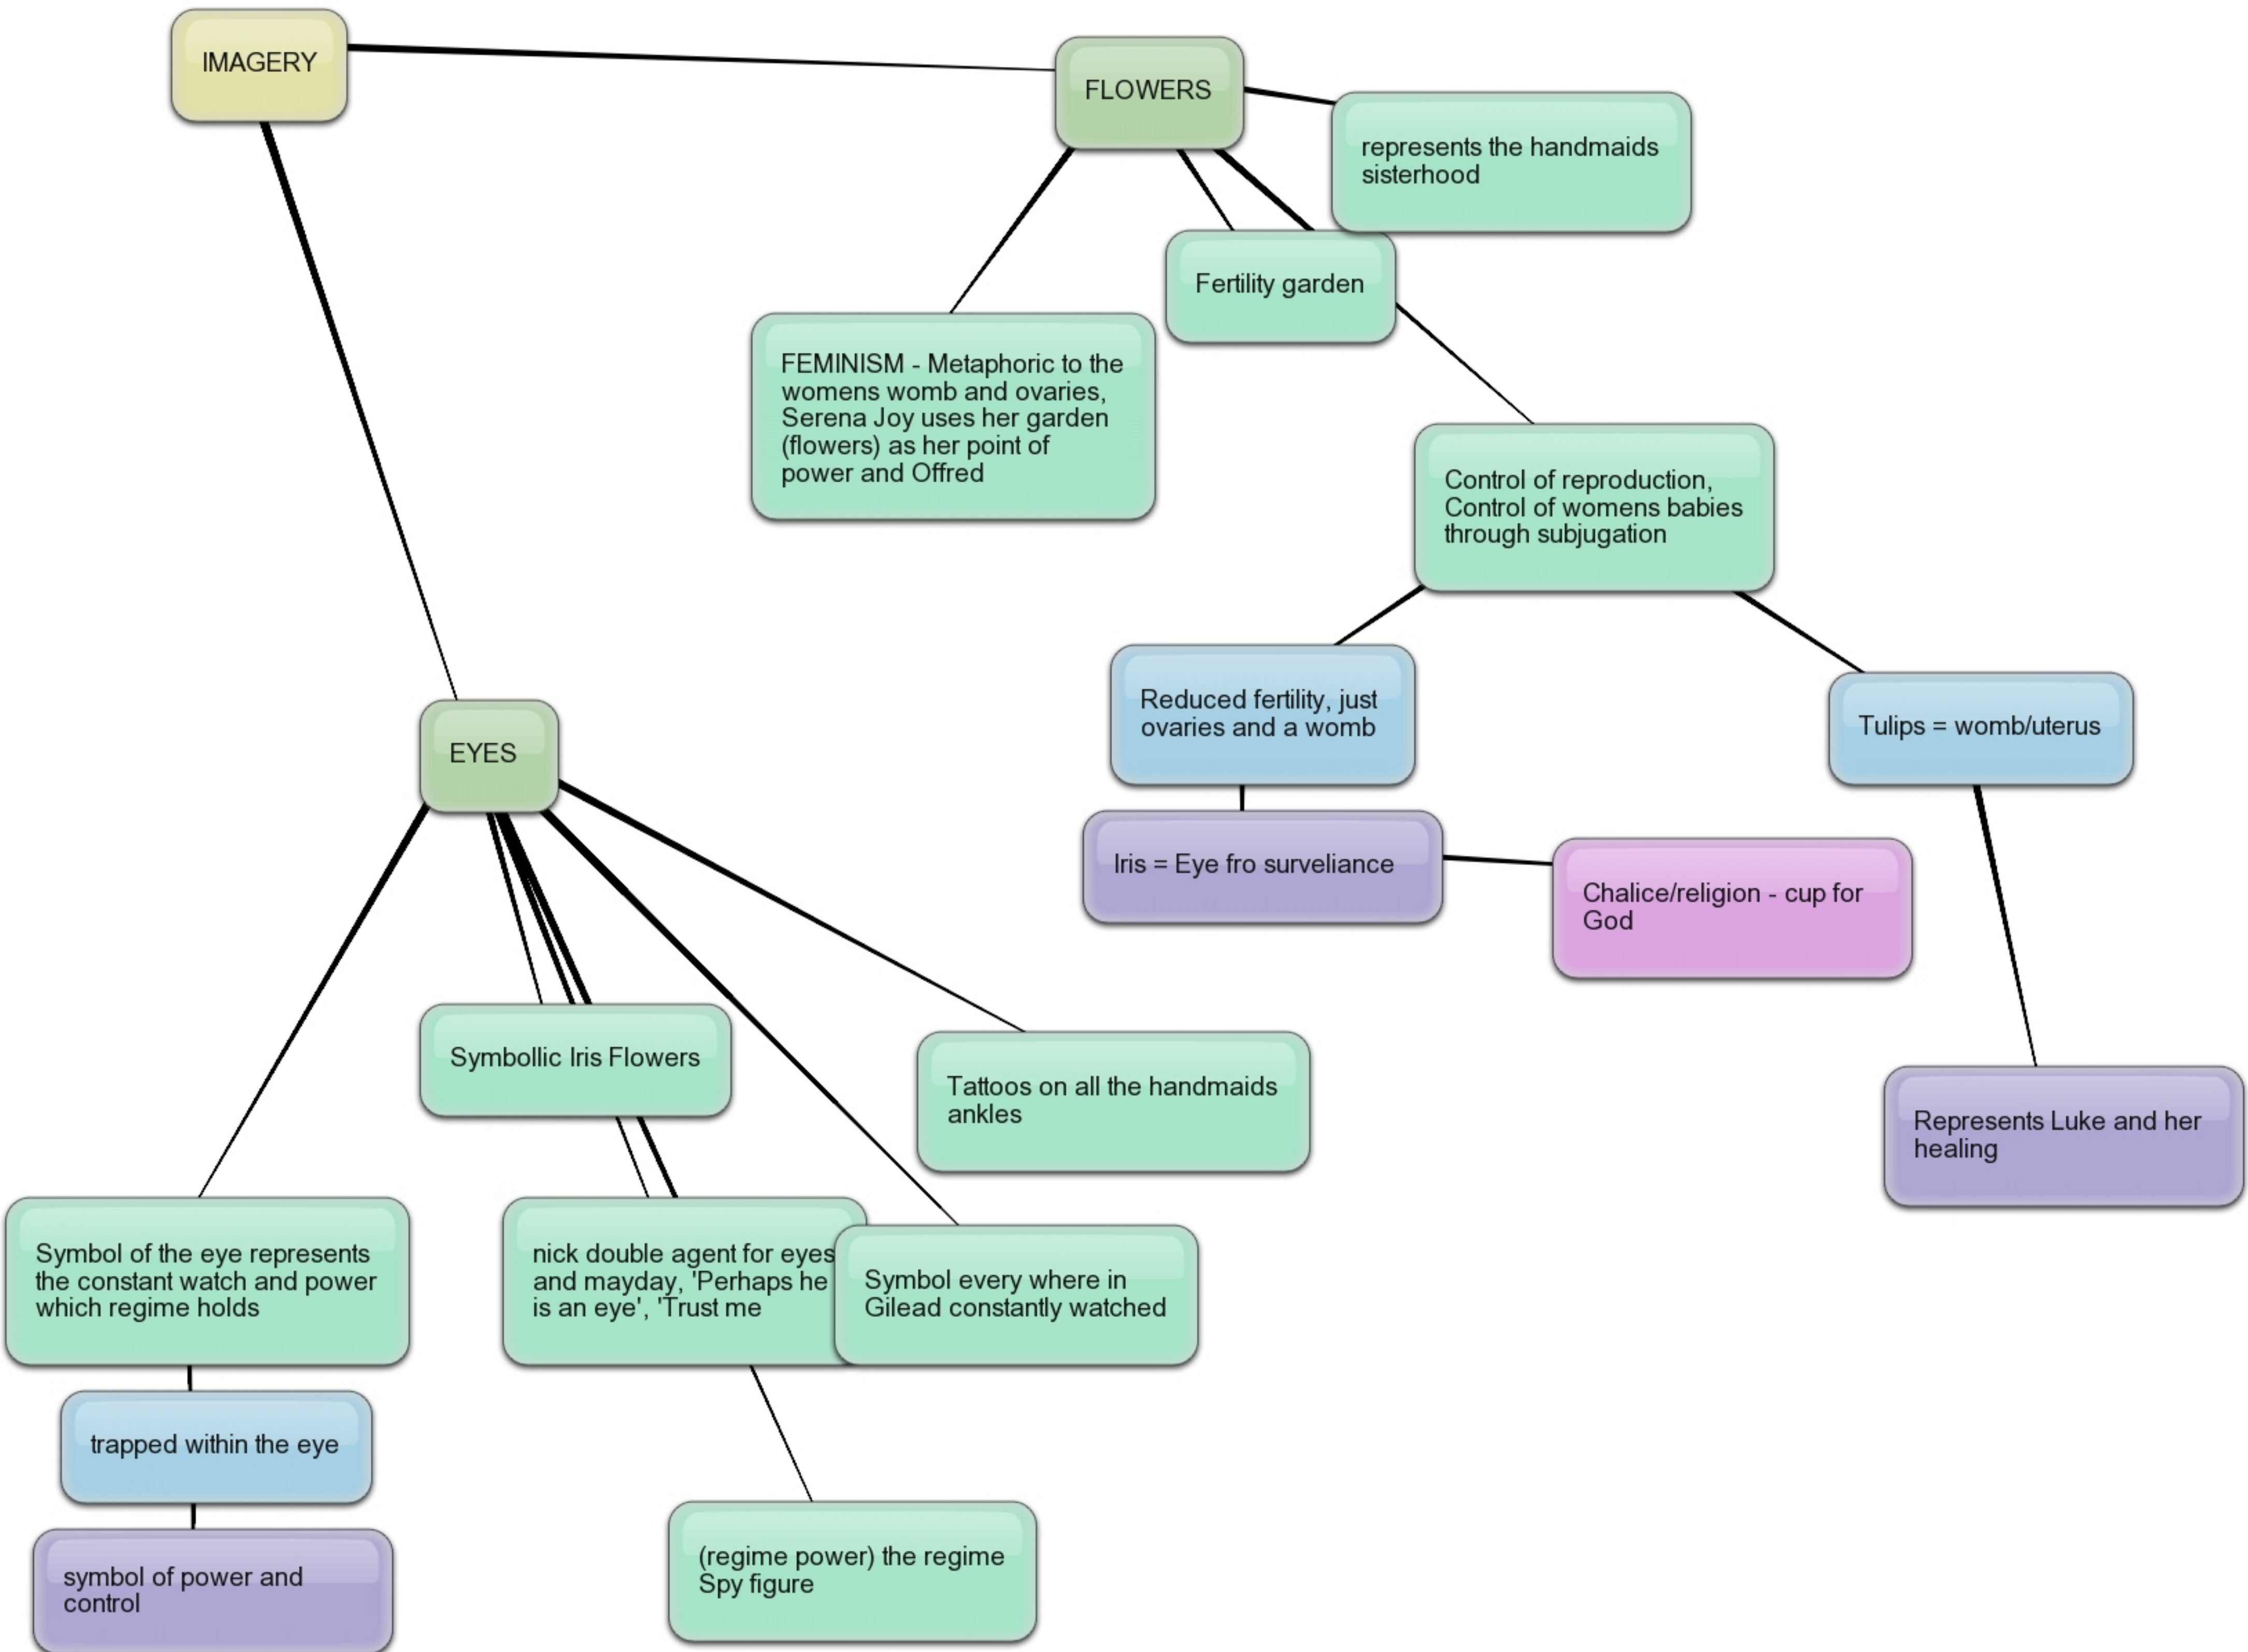 IMAGERY
FLOWERS
represents the handmaids
sisterhood
Fertility garden
FEMINISM - Metaphoric to the
womens womb and ovaries,
Serena Joy uses her garden
(flowers) as her point of
power and Offred
Control of reproduction,
Control of womens babies
through subjugation
Reduced fertility, just
ovaries and a womb
Tulips = womb/uterus
EYES
Iris = Eye fro surveliance
Chalice/religion - cup for
God
Symbollic Iris Flowers
Tattoos on all the handmaids
ankles
Represents Luke and her
healing
Symbol of the eye represents
the constant watch and power
which regime holds
nick double agent for eyes
and mayday, 'Perhaps he
is an eye', 'Trust me
Symbol every where in
Gilead constantly watched
trapped within the eye
(regime power) the regime
Spy figure
symbol of power and
control